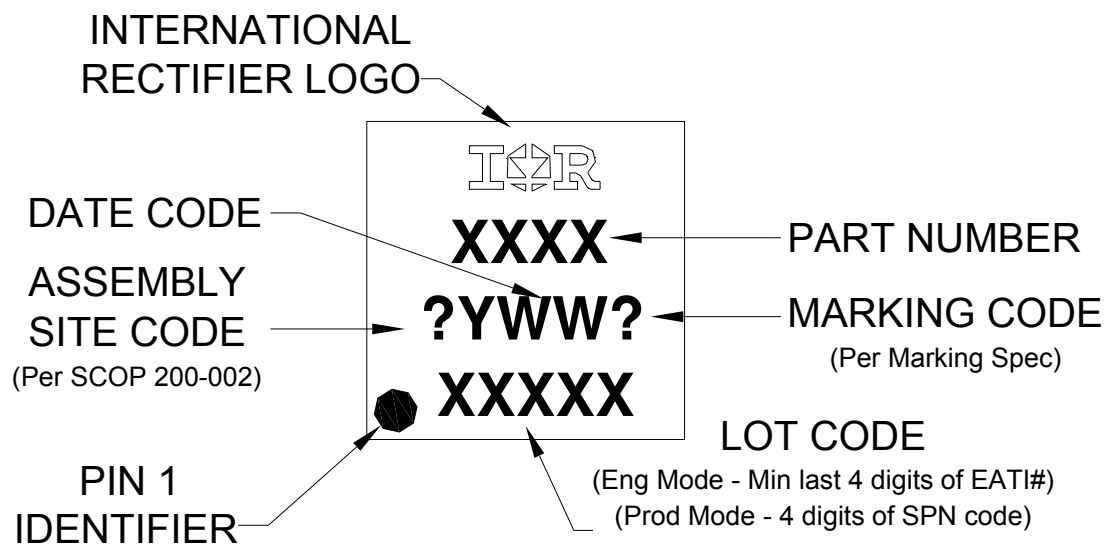 INTERNATIONAL
RECTIFIER LOGO
IOR
DATE CODE
XXXX
PART NUMBER
ASSEMBLY
SITE CODE
(Per SCOP 200-002)
?YWW?
MARKING CODE
(Per Marking Spec)
XXXXX
LOT CODE
(Eng Mode - Min last 4 digits of EATI#)
(Prod Mode - 4 digits of SPN code)
PIN 1
IDENTIFIER